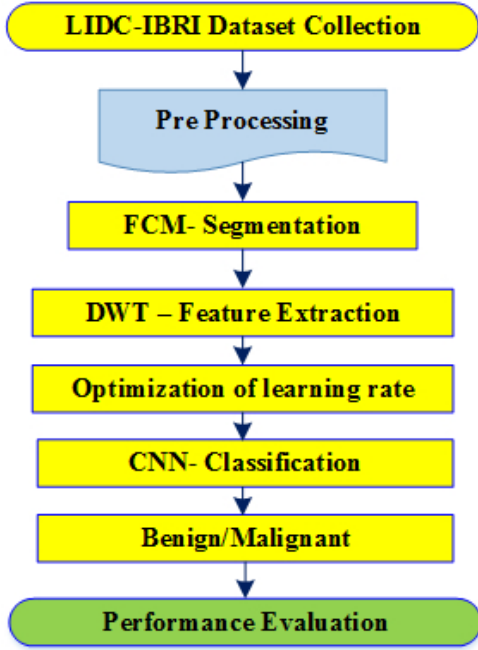 LIDC-IBRI Dataset Collection
Pre Processing
FCM- Segmentation
DWT – Feature Extraction
Optimization of learning rate
CNN- Classification
Benign/Malignant
Performance Evaluation